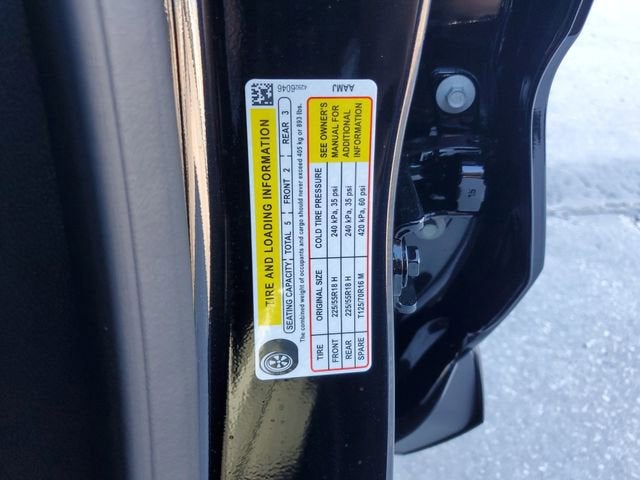 TIRE AND LOADING INFORMATION
SEATING CAPACITY TOTAL 5 FRONT 2 REAR 3
The combined weight of occupants and cargo should never exceed 405 kg or 893 lbs.
TIRE ORIGINAL SIZE COLD TIRE PRESSURE
FRONT 225/55R18 H 240 kPa, 35 psi
REAR 225/55R18 H 240 kPa, 35 psi
SPARE T125/70R16 M 420 kPa, 60 psi
SEE OWNER'S
MANUAL FOR
ADDITIONAL
INFORMATION
42926046
AAMJ
15